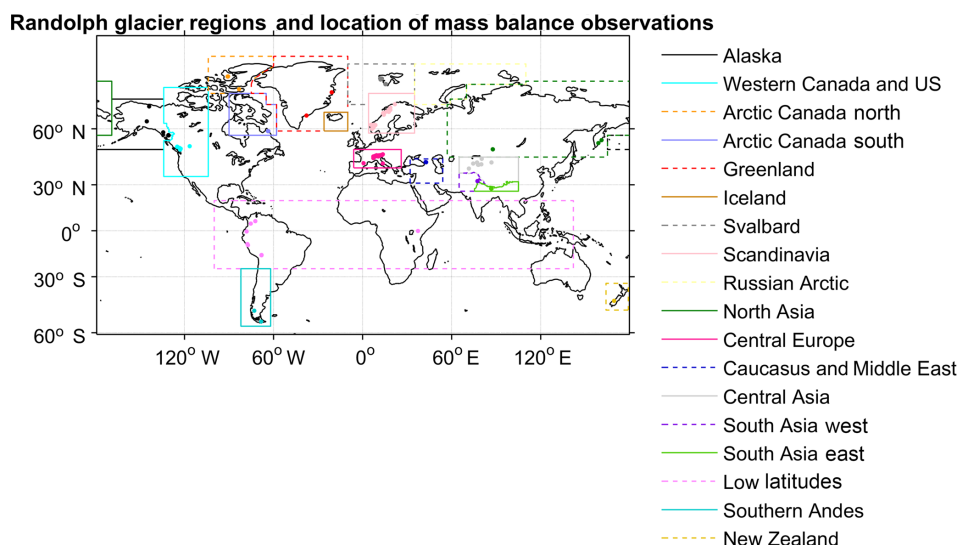 Randolph glacier regions and location of mass balance observations
60° N
30° N
0°
30° S
60° S
120° W
60° W
0°
60° E
120° E
Alaska
Western Canada and US
Arctic Canada north
Arctic Canada south
Greenland
Iceland
Svalbard
Scandinavia
Russian Arctic
North Asia
Central Europe
Caucasus and Middle East
Central Asia
South Asia west
South Asia east
Low latitudes
Southern Andes
New Zealand